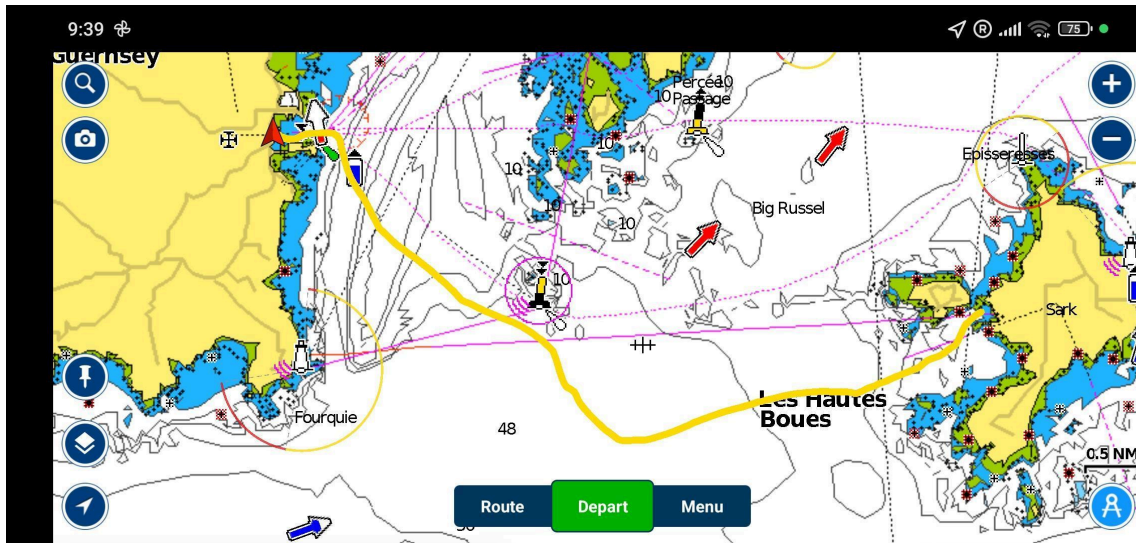 9:39
R
75
Guernsey
Percée
Passage
10
10
10
10
10
10
10
Episseresses
Big Russel
Sark
Les Hautes
Boues
Fourquie
48
0.5 NM
Route
Depart
Menu